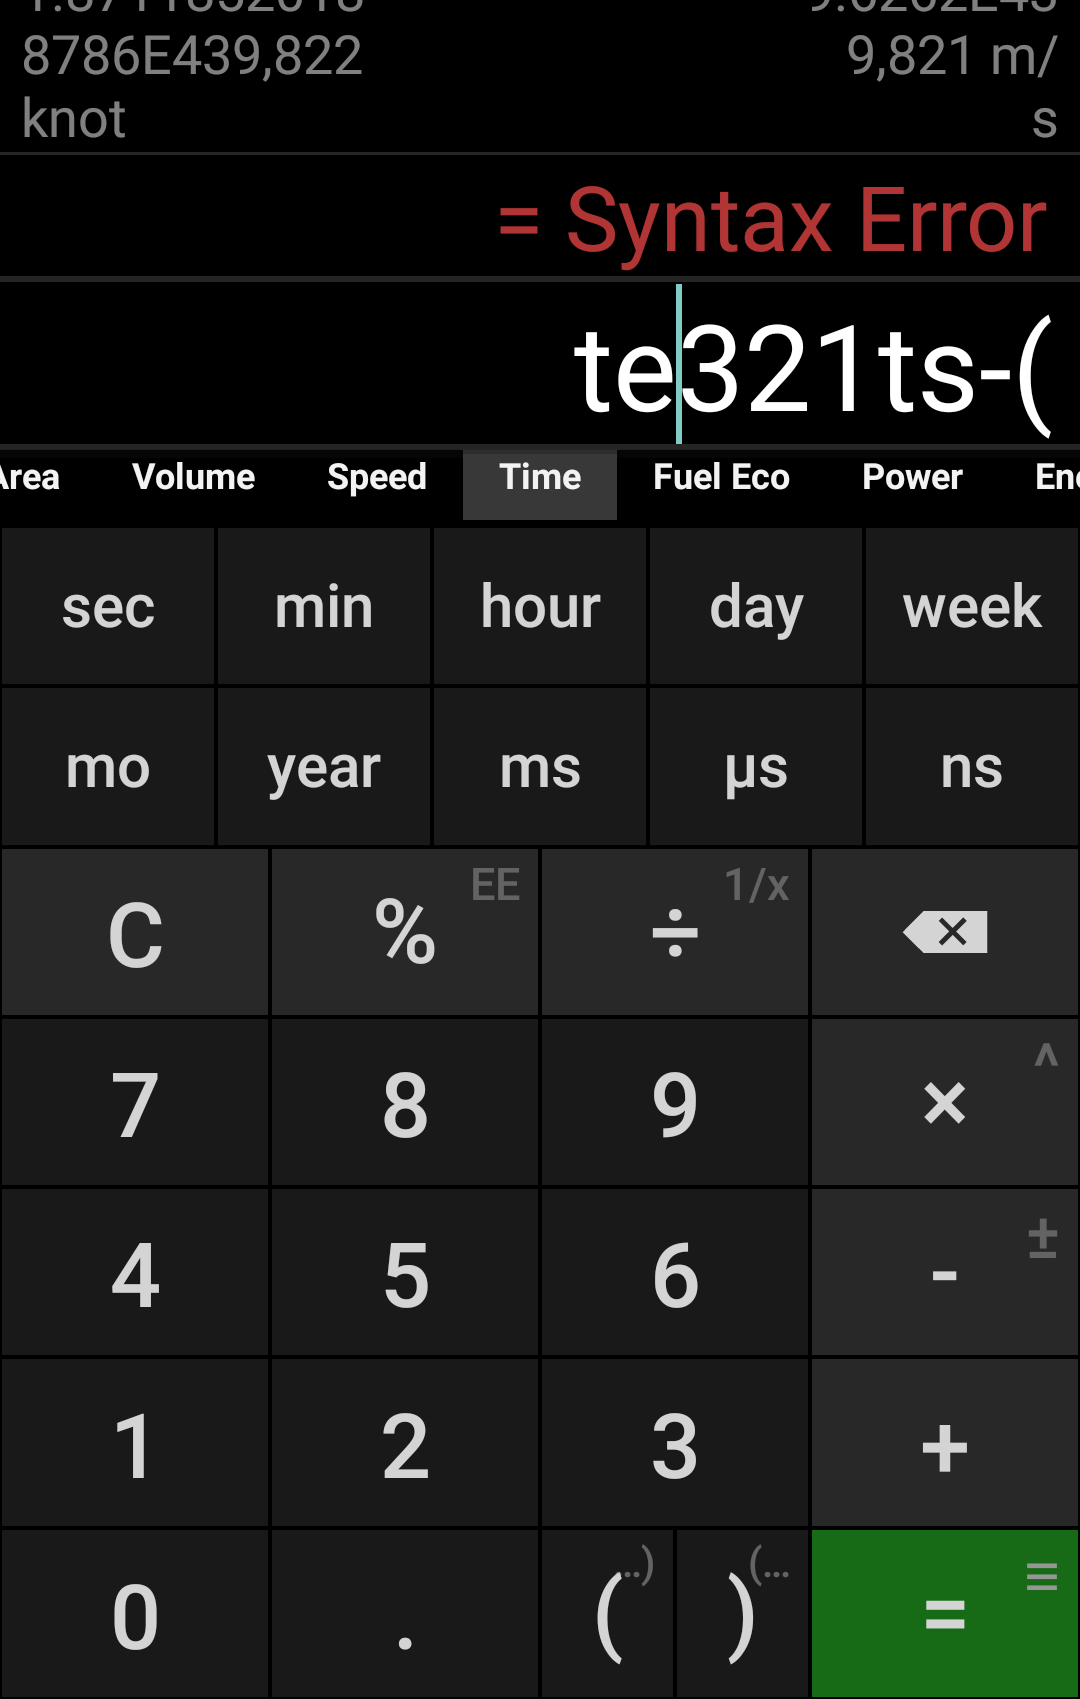 8786E439,822 9,821 m/
knot s
= Syntax Error
te321ts-(
Area Volume Speed Time Fuel Eco Power
sec min hour day week
mo year ms µs ns
C % EE ÷ 1/x
7 8 9 × ^
4 5 6 - ±
1 2 3 +
0 . ( ..) ) (... = ≡